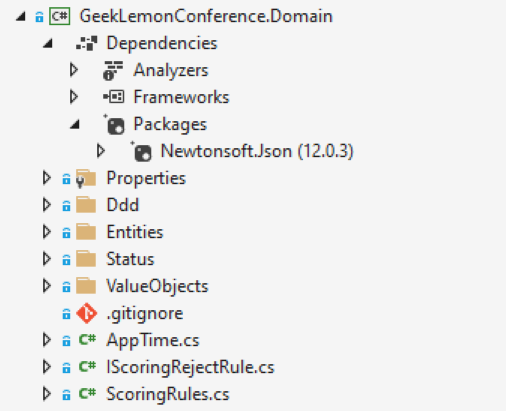 C# GeekLemonConference.Domain
Dependencies
Analyzers
Frameworks
Packages
Newtonsoft.Json (12.0.3)
Properties
Ddd
Entities
Status
ValueObjects
.gitignore
C# AppTime.cs
C# IScoringRejectRule.cs
C# ScoringRules.cs